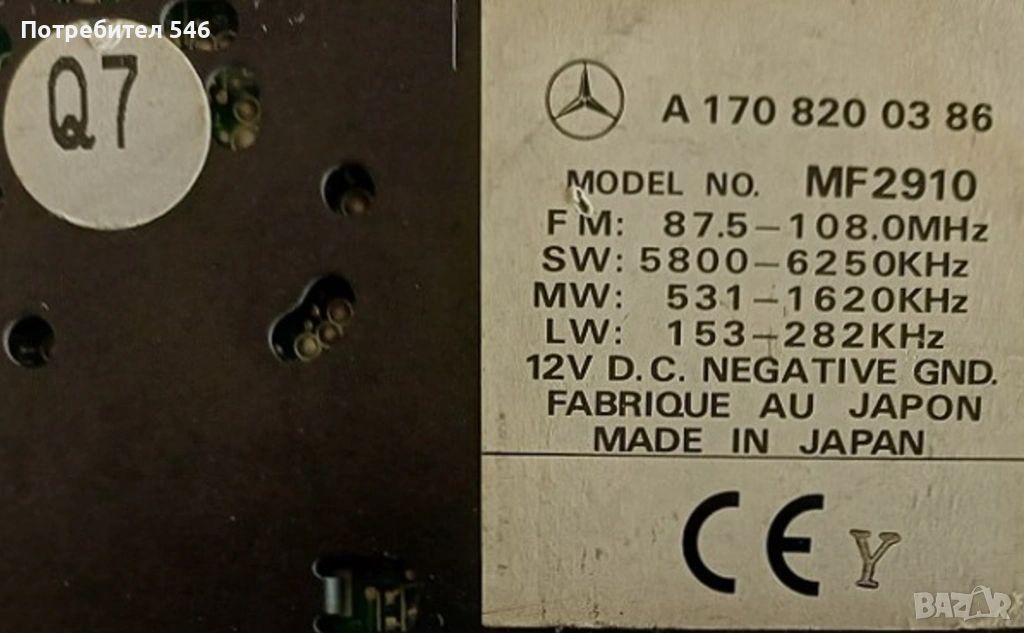 Потребител 546
Q7
A 170 820 03 86
MODEL NO. MF2910
FM: 87.5-108.0MHz
SW: 5800-6250KHz
MW: 531-1620KHz
LW: 153-282KHz
12V D.C. NEGATIVE GND.
FABRIQUE AU JAPON
MADE IN JAPAN
CE Y
BAZAR